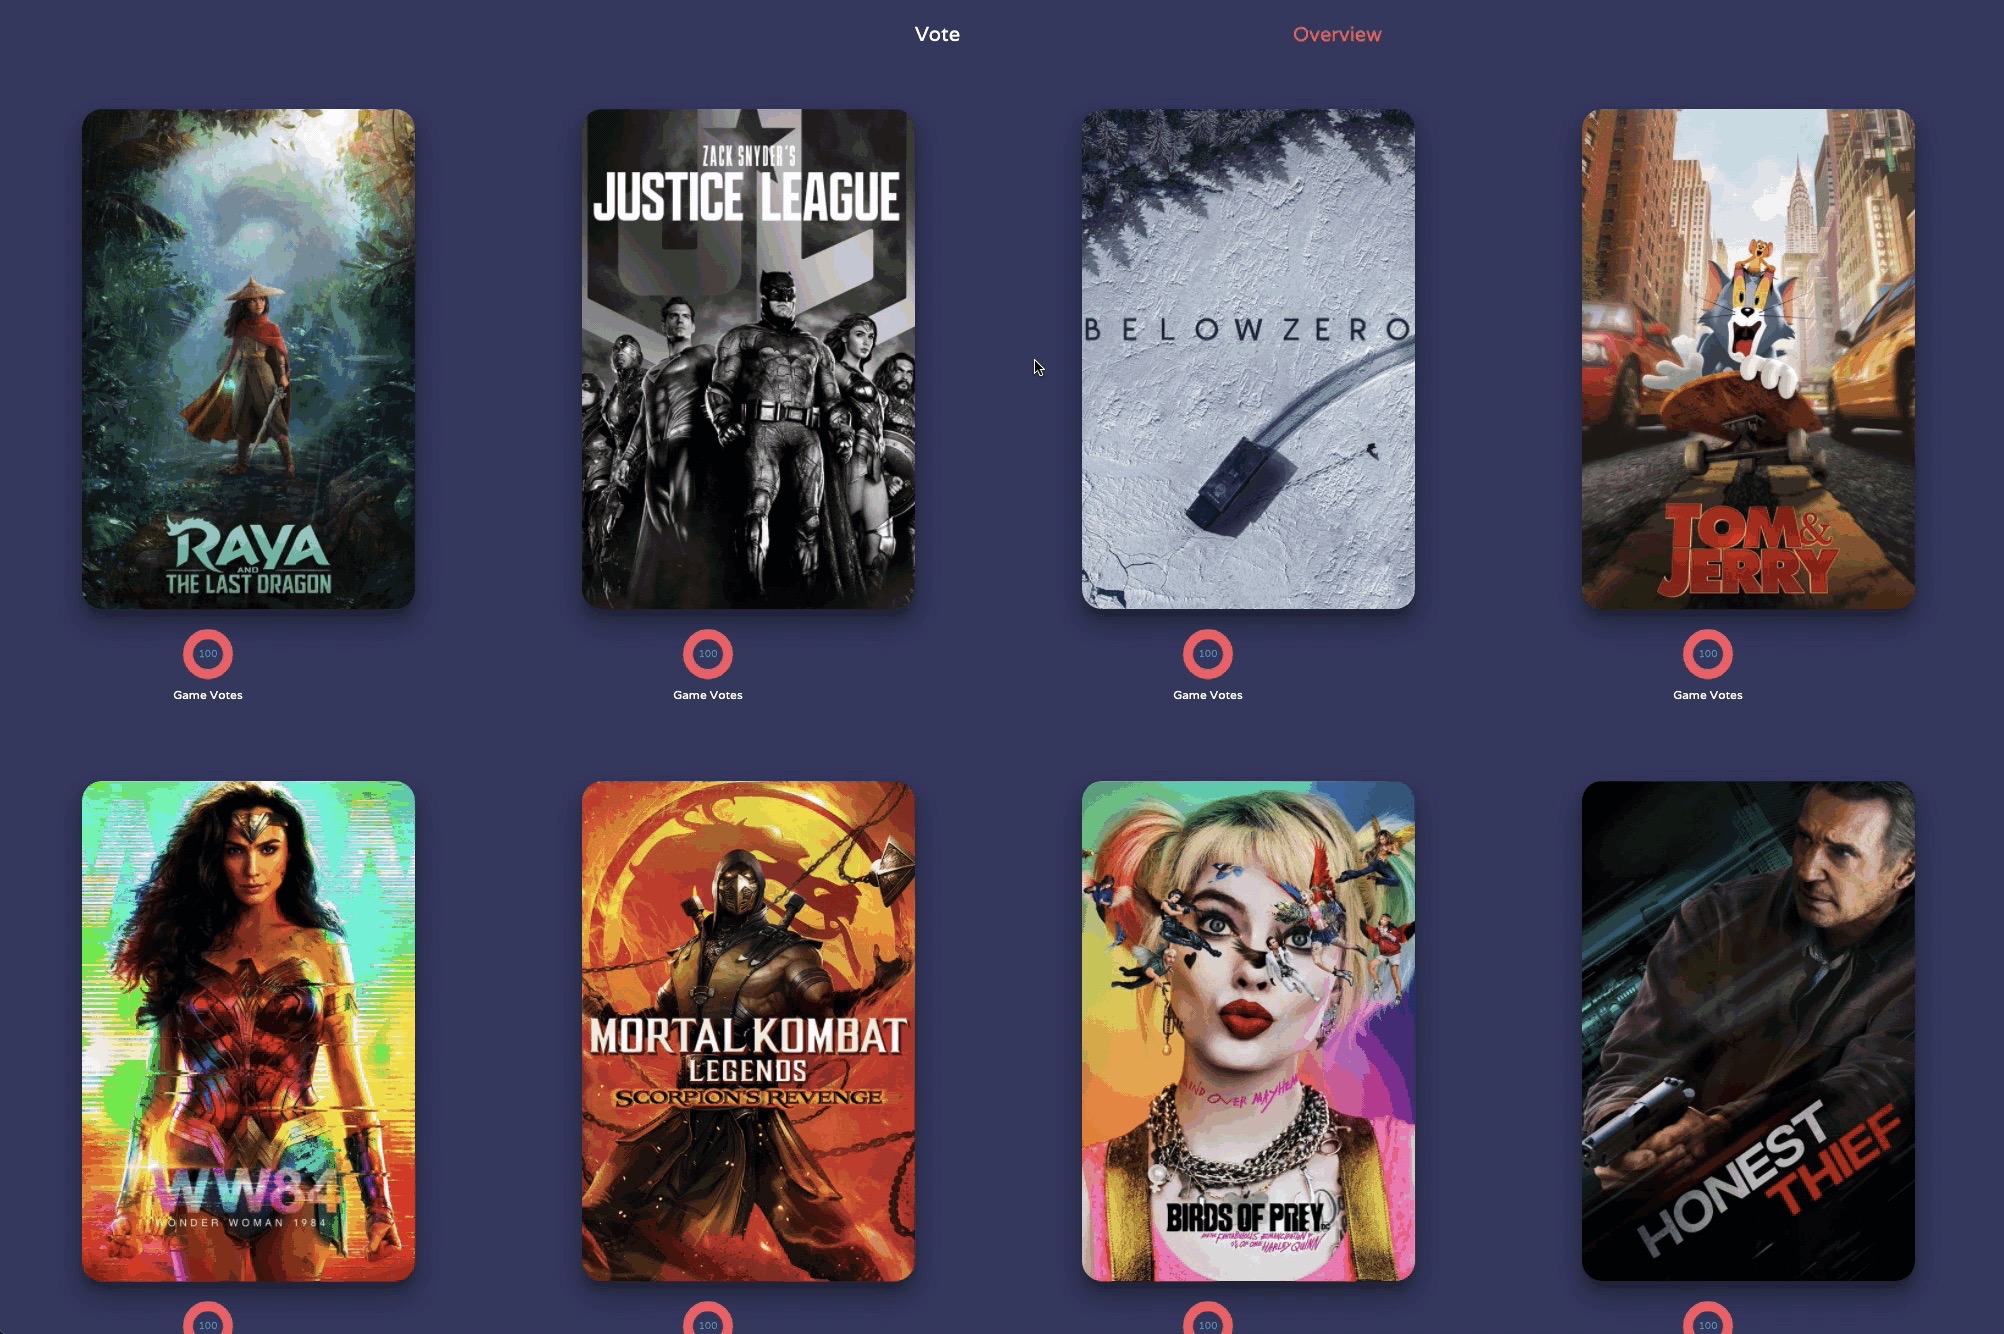 Vote
Overview
RAYA
AND
THE LAST DRAGON
ZACK SNYDER'S
JUSTICE LEAGUE
BELOW ZERO
TOM &
JERRY
100
100
100
100
Game Votes
Game Votes
Game Votes
Game Votes
WW84
WONDER WOMAN 1984
MORTAL KOMBAT
LEGENDS
SCORPION'S REVENGE
MIND OVER MAYHEM
BIRDS OF PREY
AND THE FANTABULOUS EMANCIPATION OF
ONE HARLEY QUINN
HONEST
THIEF
100
100
100
100